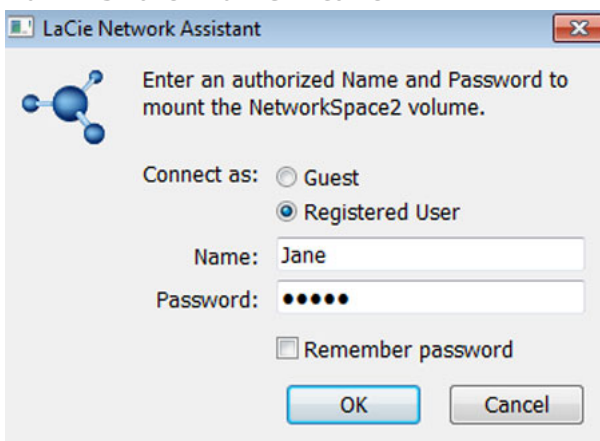 LaCie Network Assistant
Enter an authorized Name and Password to
mount the NetworkSpace2 volume.
Connect as: Guest
Registered User
Name: Jane
Password: •••••
Remember password
OK Cancel